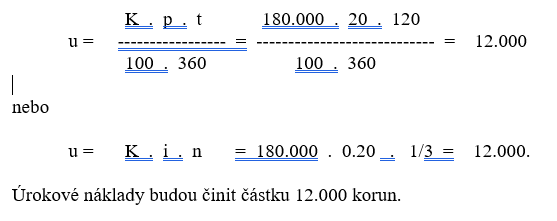 K . p . t 180.000 . 20 . 120
u = ----------------- = ---------------------------- = 12.000
100 . 360 100 . 360
nebo
u = K . i . n = 180.000 . 0.20 . 1/3 = 12.000.
Úrokové náklady budou činit částku 12.000 korun.